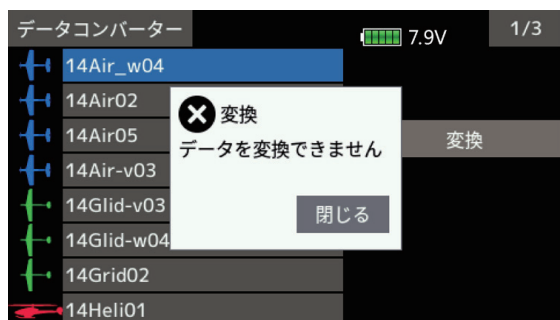 データコンバーター
7.9V
1/3
14Air_w04
14Air02
14Air05
14Air-v03
14Glid-v03
14Glid-w04
14Grid02
14Heli01
変換
変換
データを変換できません
閉じる